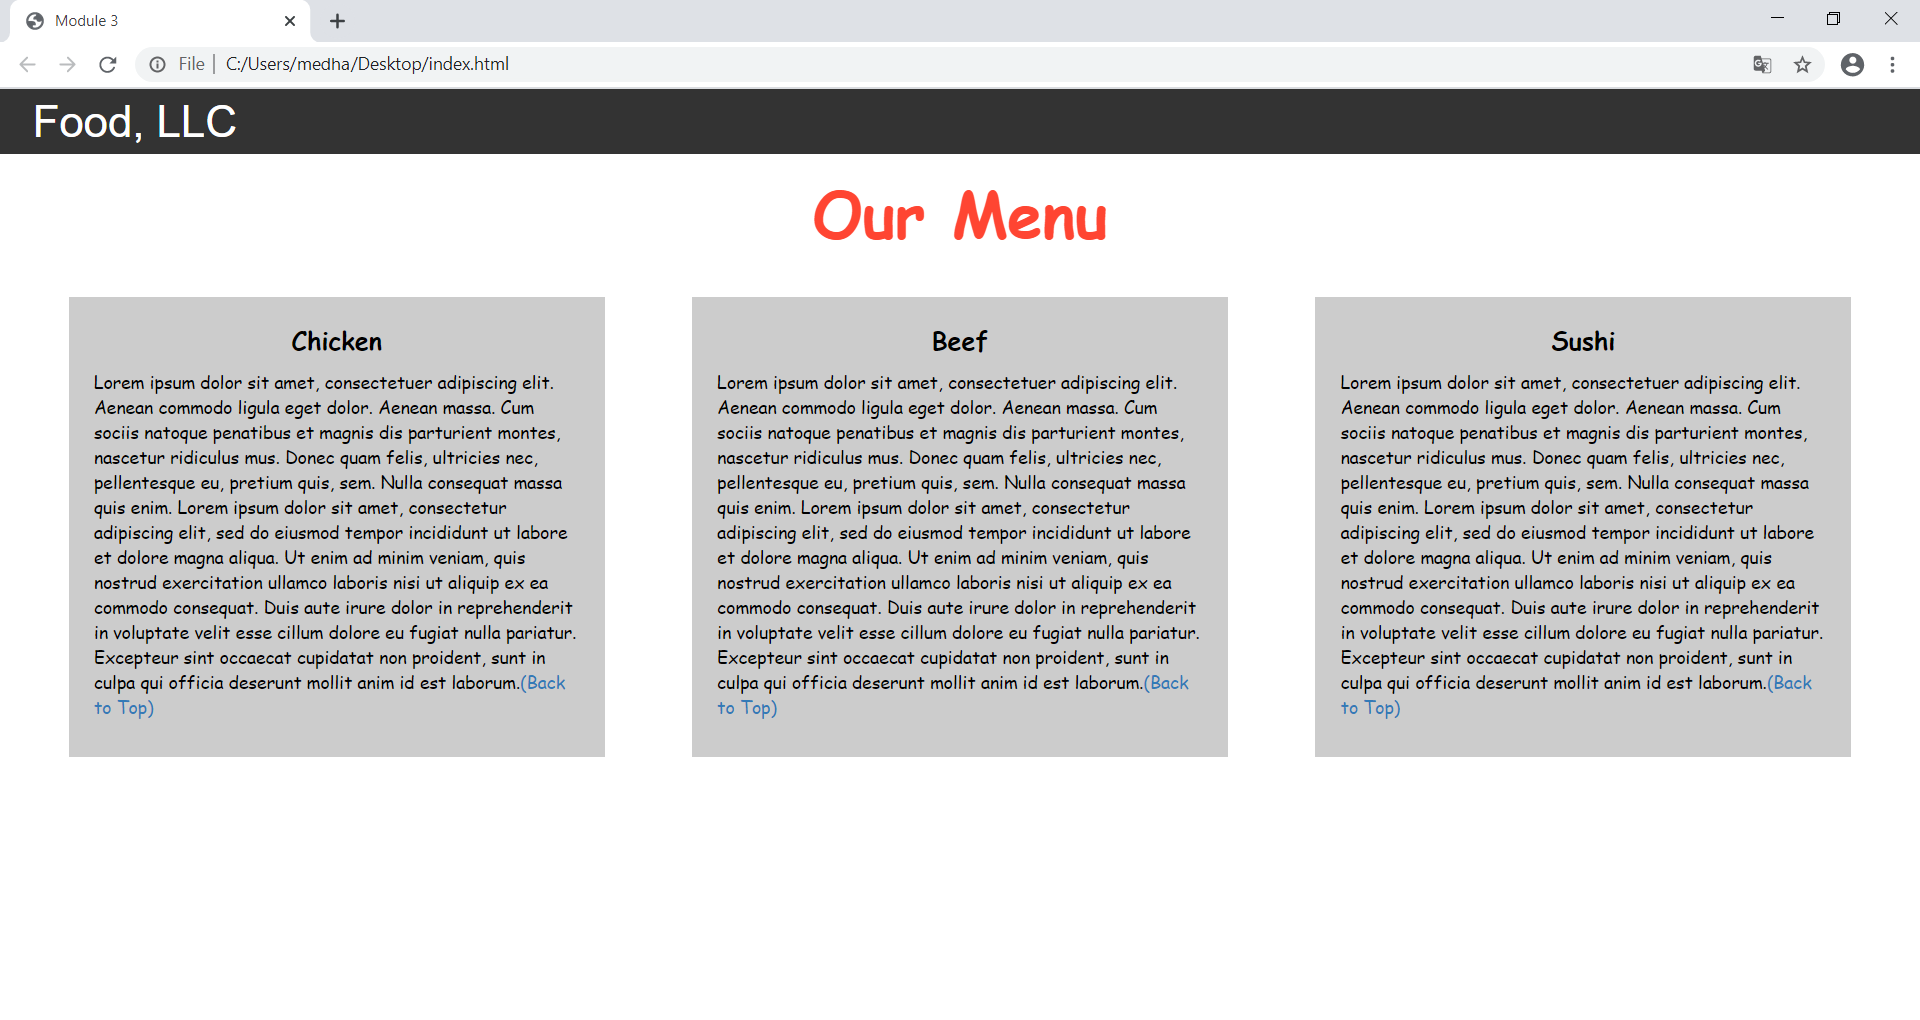 Module 3
File | C:/Users/medha/Desktop/index.html
Food, LLC
Our Menu
Chicken
Lorem ipsum dolor sit amet, consectetuer adipiscing elit.
Aenean commodo ligula eget dolor. Aenean massa. Cum
sociis natoque penatibus et magnis dis parturient montes,
nascetur ridiculus mus. Donec quam felis, ultricies nec,
pellentesque eu, pretium quis, sem. Nulla consequat massa
quis enim. Lorem ipsum dolor sit amet, consectetur
adipiscing elit, sed do eiusmod tempor incididunt ut labore
et dolore magna aliqua. Ut enim ad minim veniam, quis
nostrud exercitation ullamco laboris nisi ut aliquip ex ea
commodo consequat. Duis aute irure dolor in reprehenderit
in voluptate velit esse cillum dolore eu fugiat nulla pariatur.
Excepteur sint occaecat cupidatat non proident, sunt in
culpa qui officia deserunt mollit anim id est laborum.(Back
to Top)
Beef
Lorem ipsum dolor sit amet, consectetuer adipiscing elit.
Aenean commodo ligula eget dolor. Aenean massa. Cum
sociis natoque penatibus et magnis dis parturient montes,
nascetur ridiculus mus. Donec quam felis, ultricies nec,
pellentesque eu, pretium quis, sem. Nulla consequat massa
quis enim. Lorem ipsum dolor sit amet, consectetur
adipiscing elit, sed do eiusmod tempor incididunt ut labore
et dolore magna aliqua. Ut enim ad minim veniam, quis
nostrud exercitation ullamco laboris nisi ut aliquip ex ea
commodo consequat. Duis aute irure dolor in reprehenderit
in voluptate velit esse cillum dolore eu fugiat nulla pariatur.
Excepteur sint occaecat cupidatat non proident, sunt in
culpa qui officia deserunt mollit anim id est laborum.(Back
to Top)
Sushi
Lorem ipsum dolor sit amet, consectetuer adipiscing elit.
Aenean commodo ligula eget dolor. Aenean massa. Cum
sociis natoque penatibus et magnis dis parturient montes,
nascetur ridiculus mus. Donec quam felis, ultricies nec,
pellentesque eu, pretium quis, sem. Nulla consequat massa
quis enim. Lorem ipsum dolor sit amet, consectetur
adipiscing elit, sed do eiusmod tempor incididunt ut labore
et dolore magna aliqua. Ut enim ad minim veniam, quis
nostrud exercitation ullamco laboris nisi ut aliquip ex ea
commodo consequat. Duis aute irure dolor in reprehenderit
in voluptate velit esse cillum dolore eu fugiat nulla pariatur.
Excepteur sint occaecat cupidatat non proident, sunt in
culpa qui officia deserunt mollit anim id est laborum.(Back
to Top)